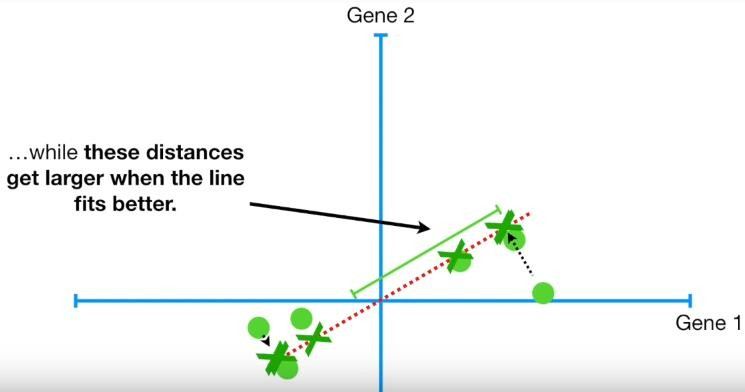 Gene 2
…while these distances
get larger when the line
fits better.
Gene 1